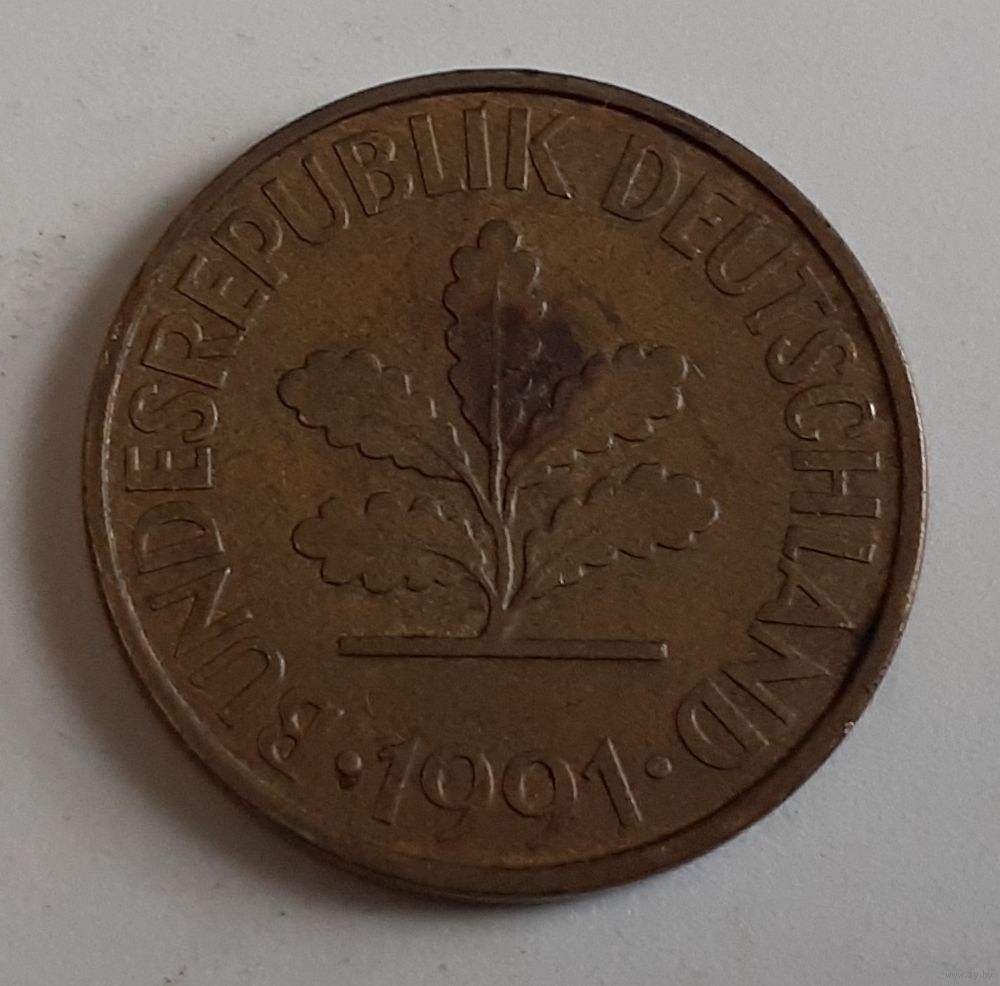 BUNDESREPUBLIK DEUTSCHLAND
• 1991 •